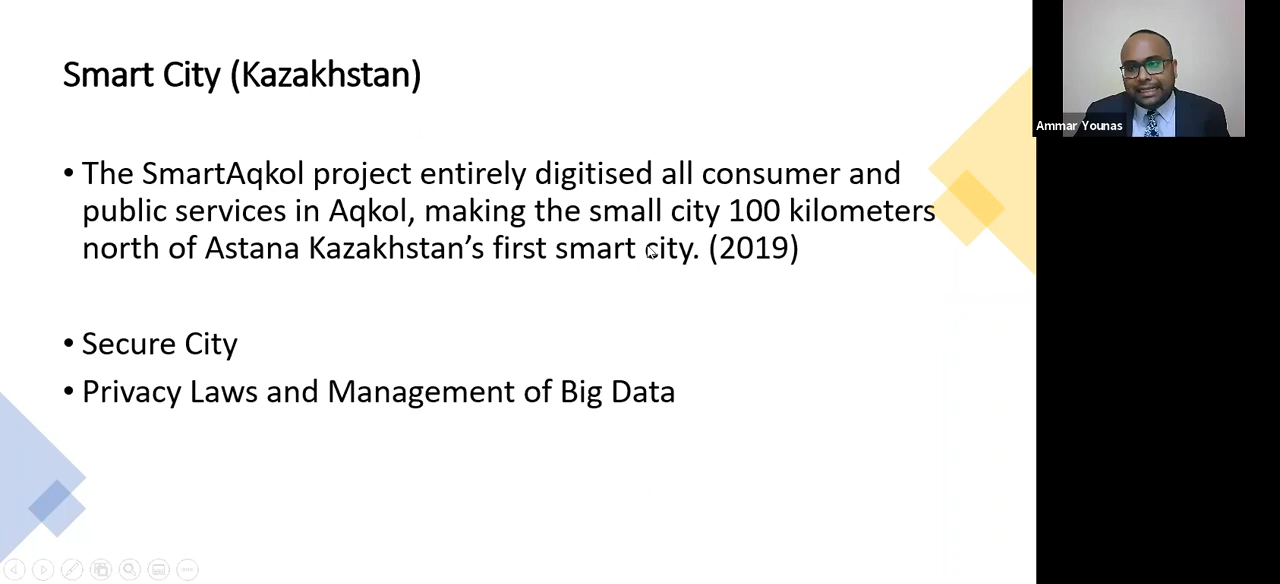 Smart City (Kazakhstan)
• The SmartAqkol project entirely digitised all consumer and
public services in Aqkol, making the small city 100 kilometers
north of Astana Kazakhstan’s first smart city. (2019)
• Secure City
• Privacy Laws and Management of Big Data
Ammar Younas